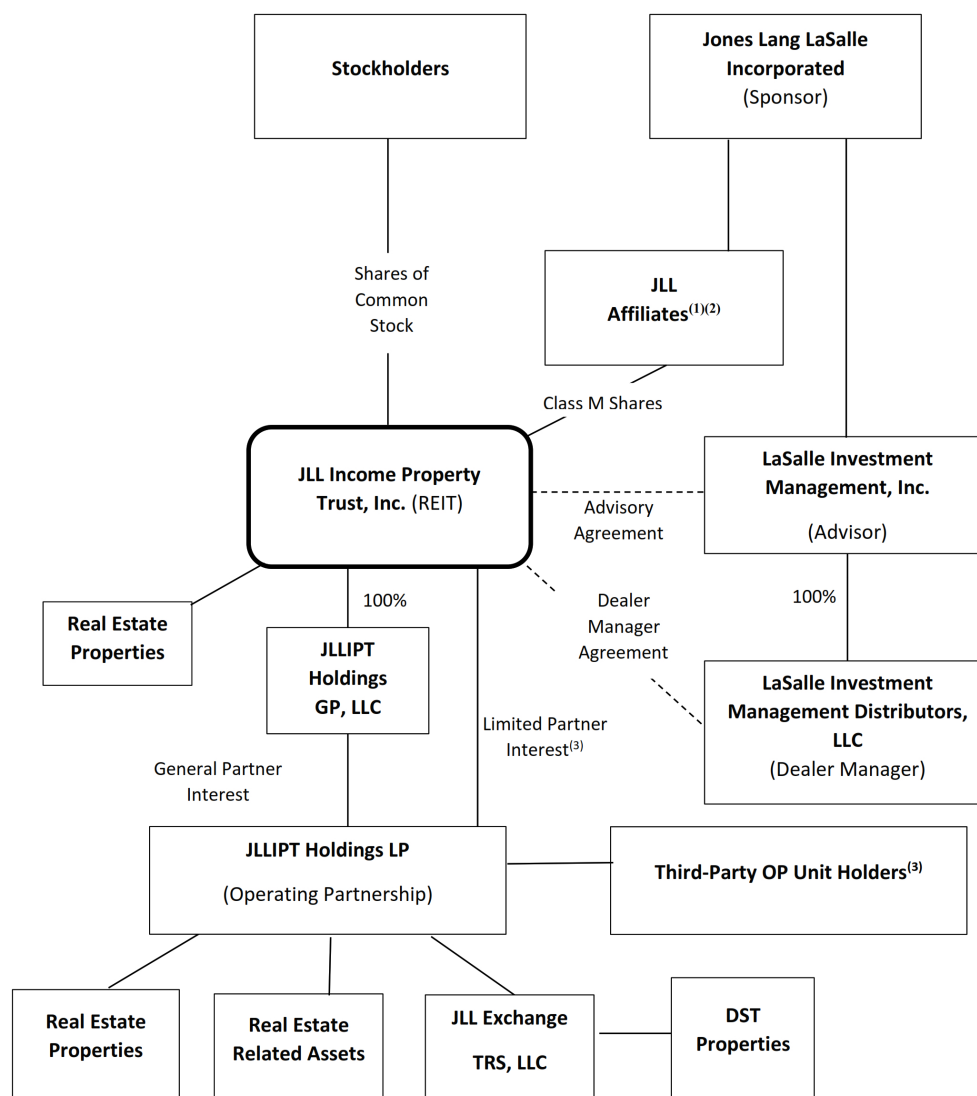 Stockholders
Jones Lang LaSalle
Incorporated
(Sponsor)
JLL
Affiliates(1)(2)
Shares of
Common
Stock
Class M Shares
JLL Income Property
Trust, Inc. (REIT)
LaSalle Investment
Management, Inc.
(Advisor)
Advisory
Agreement
100%
100%
Dealer
Manager
Agreement
Real Estate
Properties
JLLIPT
Holdings
GP, LLC
LaSalle Investment
Management Distributors,
LLC
(Dealer Manager)
Limited Partner
Interest(3)
General Partner
Interest
JLLIPT Holdings LP
(Operating Partnership)
Third-Party OP Unit Holders(3)
Real Estate
Properties
Real Estate
Related Assets
JLL Exchange
TRS, LLC
DST
Properties